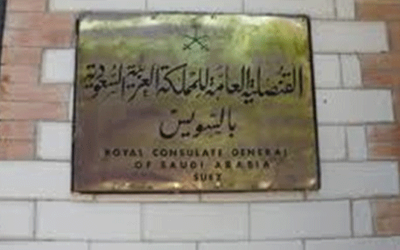 القنصلية العامة للمملكة العربية السعودية
بالسويس
ROYAL CONSULATE GENERAL
OF SAUDI ARABIA
SUEZ